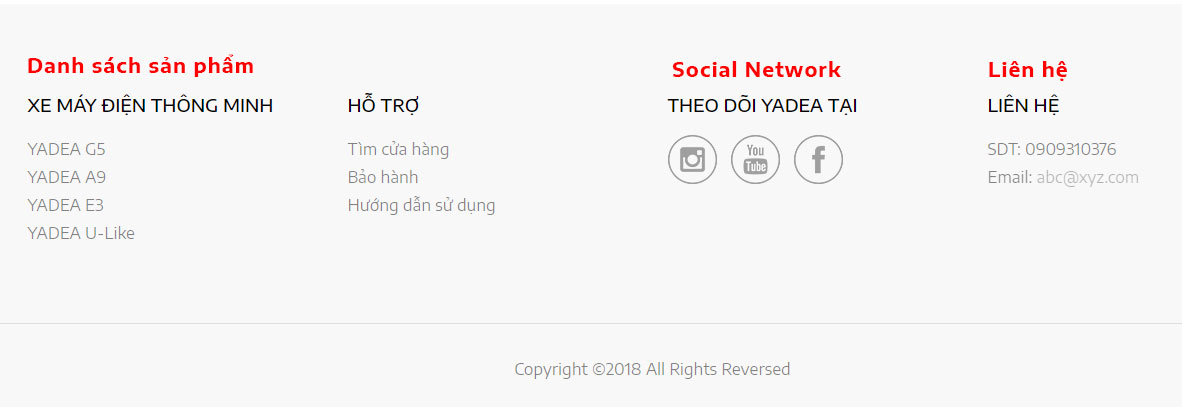 Danh sách sản phẩm
XE MÁY ĐIỆN THÔNG MINH
YADEA G5
YADEA A9
YADEA E3
YADEA U-Like
HỖ TRỢ
Tìm cửa hàng
Bảo hành
Hướng dẫn sử dụng
Social Network
THEO DÕI YADEA TẠI
You
Tube
f
Liên hệ
LIÊN HỆ
SDT: 0909310376
Email: abc@xyz.com
Copyright ©2018 All Rights Reversed